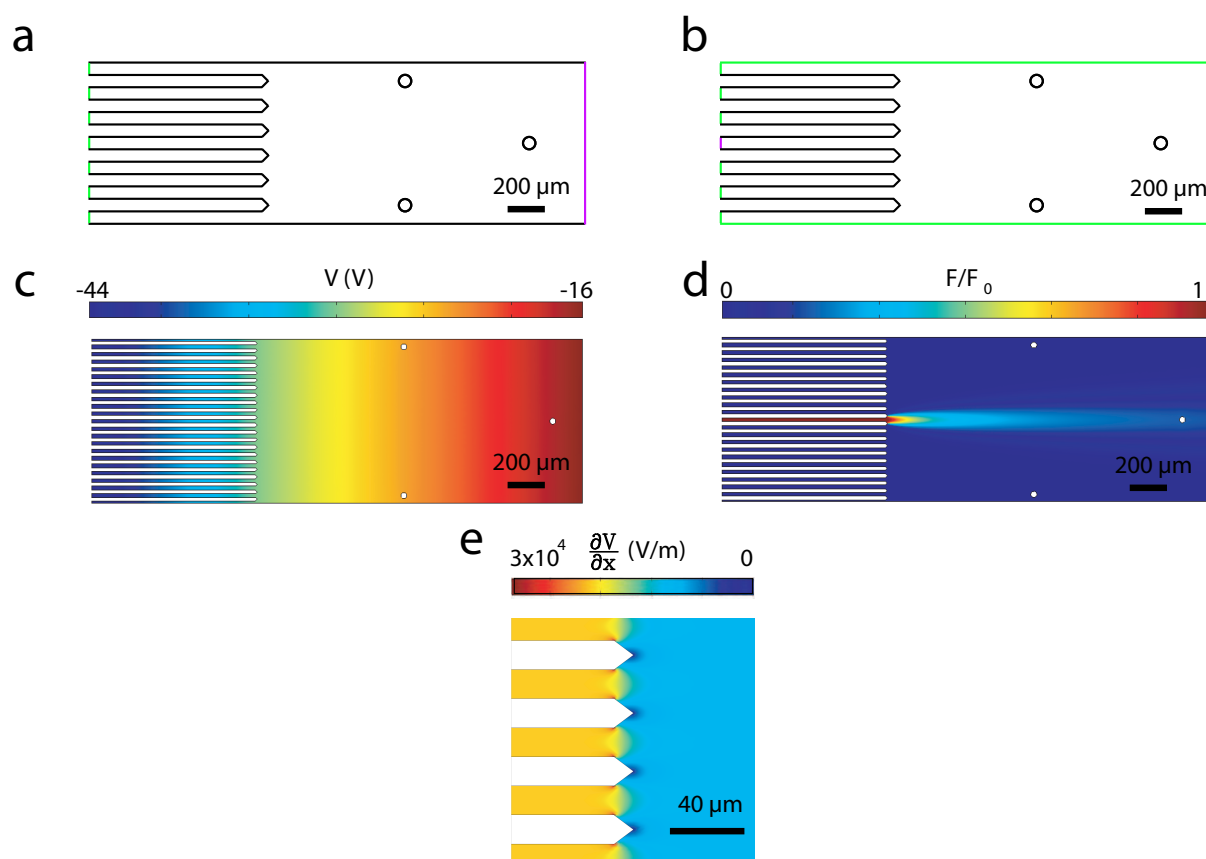 a
b
200 µm
200 µm
c
V (V)
-44
-16
200 µm
d
F/F₀
0
1
200 µm
e
3x10⁴
∂V/∂x (V/m)
0
40 µm